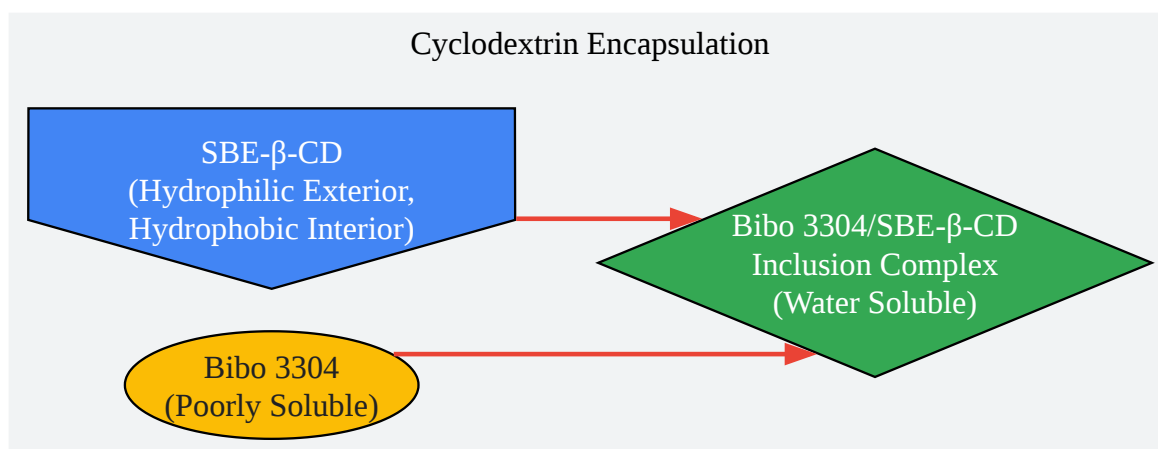 Cyclodextrin Encapsulation
SBE-β-CD
(Hydrophilic Exterior,
Hydrophobic Interior)
Bibo 3304/SBE-β-CD
Inclusion Complex
(Water Soluble)
Bibo 3304
(Poorly Soluble)